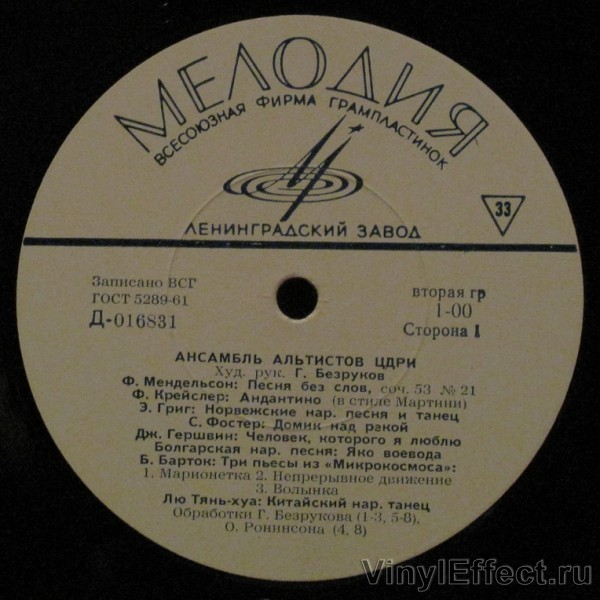 МЕЛОДИЯ
ВСЕСОЮЗНАЯ ФИРМА ГРАМПЛАСТИНОК
ЛЕНИНГРАДСКИЙ ЗАВОД
33
Записано ВСГ
ГОСТ 5289-61
Д-016831
вторая гр
1-00
Сторона 1
АНСАМБЛЬ АЛЬТИСТОВ ЦДРИ
Худ. рук. Г. Безруков
Ф. Мендельсон: Песня без слов, соч. 53 № 21
Ф. Крейслер: Андантино (в стиле Мартини)
Э. Григ: Норвежские нар. песня и танец
С. Фостер: Домик над рекой
Дж. Гершвин: Человек, которого я люблю
Болгарская нар. песня: Яко воевода
Б. Барток: Три пьесы из «Микрокосмоса»:
1. Марионетка 2. Непрерывное движение
3. Волынка
Лю Тянь-хуа: Китайский нар. танец
Обработки Г. Безрукова (1-3, 5-8),
О. Ронинсона (4, 8)
VinylEffect.ru